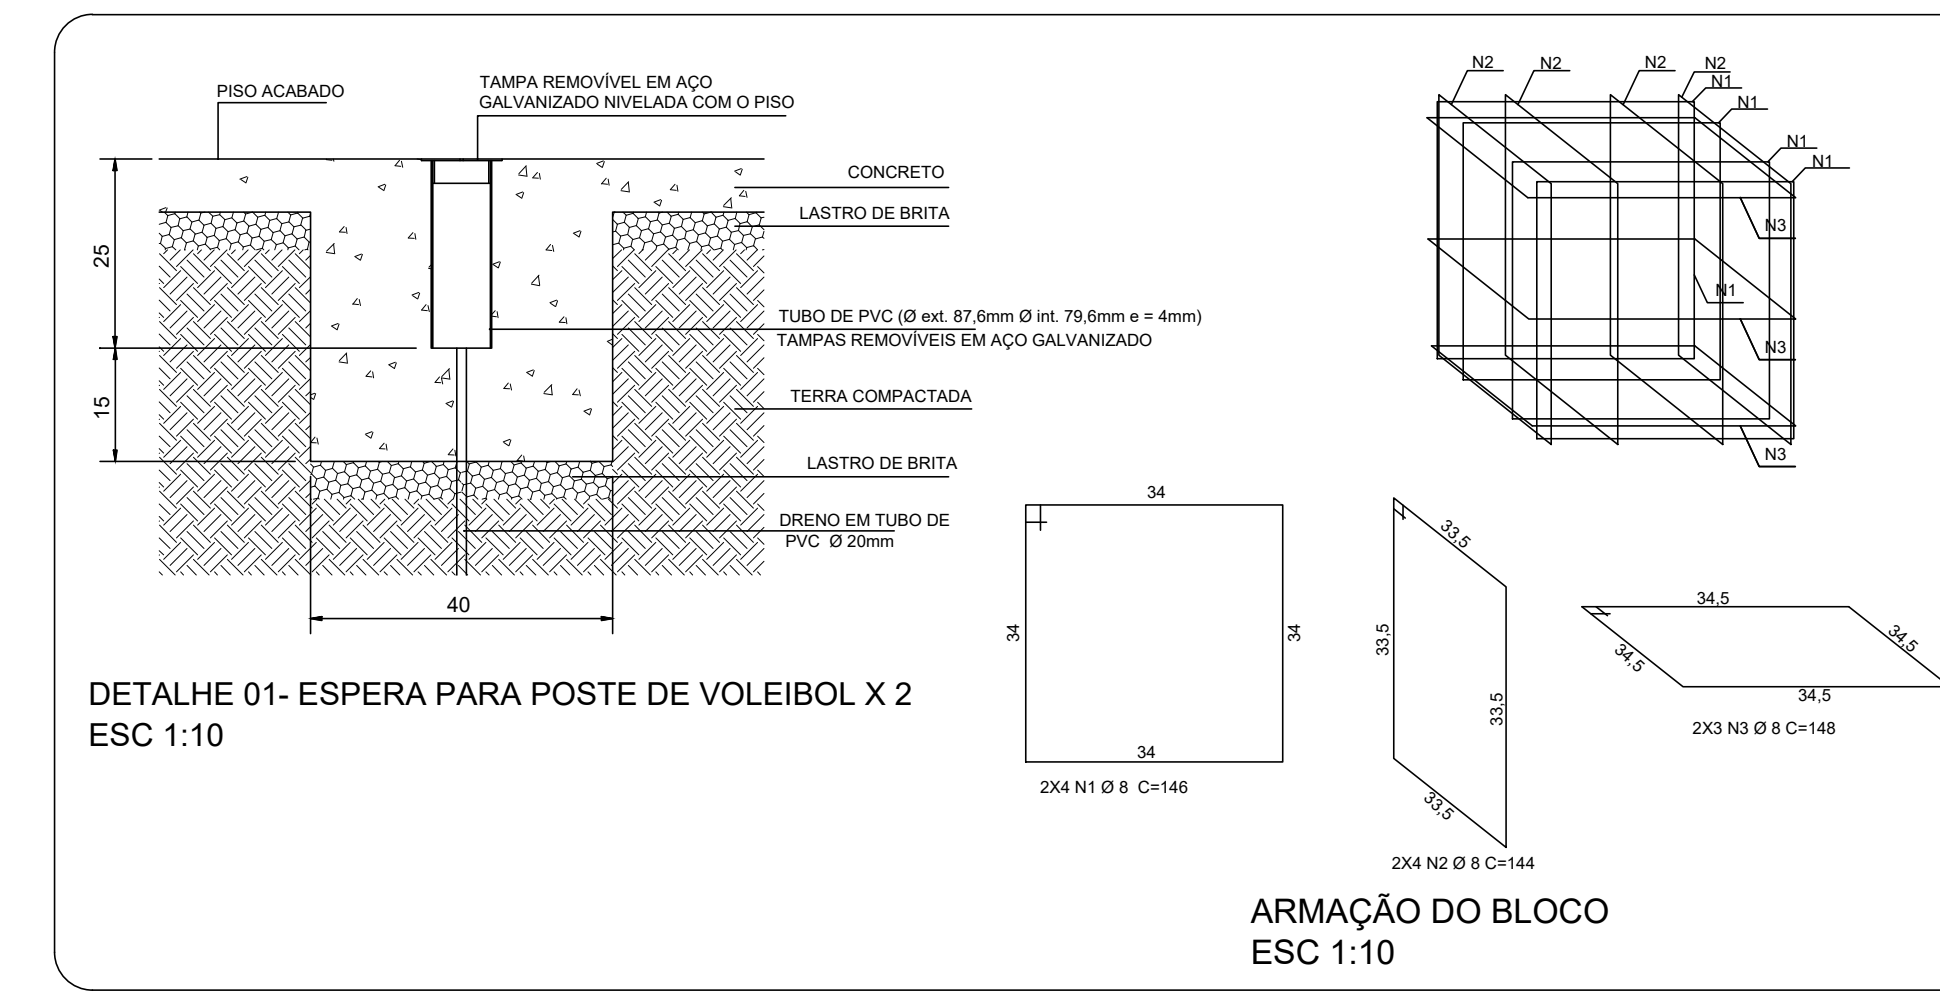 PISO ACABADO
TAMPA REMOVÍVEL EM AÇO
GALVANIZADO NIVELADA COM O PISO
CONCRETO
LASTRO DE BRITA
25
TUBO DE PVC (Ø ext. 87,6mm Ø int. 79,6mm e = 4mm)
TAMPAS REMOVÍVEIS EM AÇO GALVANIZADO
15
TERRA COMPACTADA
LASTRO DE BRITA
DRENO EM TUBO DE
PVC Ø 20mm
40
DETALHE 01- ESPERA PARA POSTE DE VOLEIBOL X 2
ESC 1:10
N2
N2
N2
N2
N1
N1
N1
N1
N3
N1
N3
N3
34
34
34
34
2X4 N1 Ø 8 C=146
33,5
33,5
33,5
33,5
2X4 N2 Ø 8 C=144
34,5
34,5
34,5
34,5
2X3 N3 Ø 8 C=148
ARMAÇÃO DO BLOCO
ESC 1:10